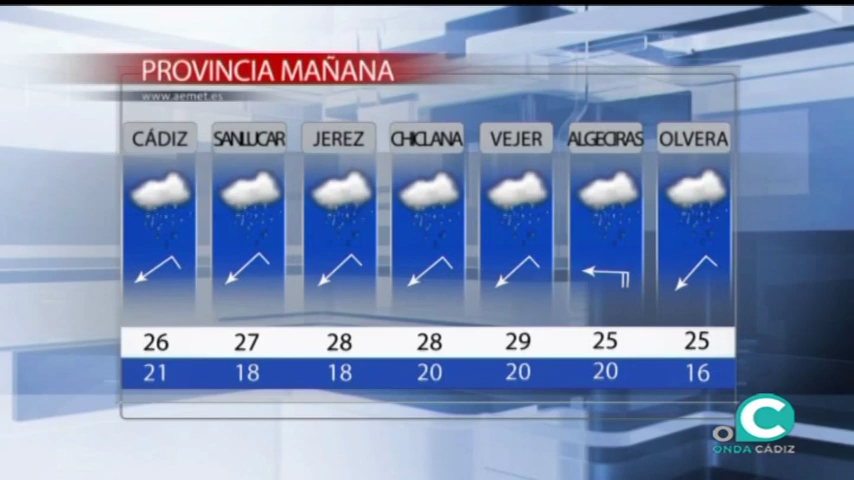 PROVINCIA MAÑANA
www.aemet.es
CÁDIZ SANLUCAR JEREZ CHICLANA VEJER ALGECIRAS OLVERA
26 27 28 28 29 25 25
21 18 18 20 20 20 16
C
O
ONDA CÁDIZ